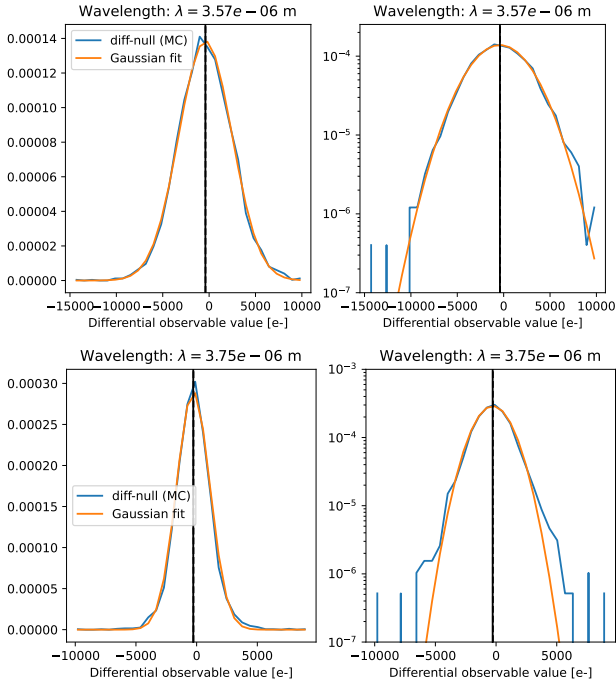 Wavelength: λ = 3.57e − 06 m
0.00014
0.00012
0.00010
0.00008
0.00006
0.00004
0.00002
0.00000
diff-null (MC)
Gaussian fit
−15000 −10000 −5000 0 5000 10000
Differential observable value [e-]
Wavelength: λ = 3.57e − 06 m
10−4
10−5
10−6
10−7
−15000 −10000 −5000 0 5000 10000
Differential observable value [e-]
Wavelength: λ = 3.75e − 06 m
0.00030
0.00025
0.00020
0.00015
0.00010
0.00005
0.00000
diff-null (MC)
Gaussian fit
−10000 −5000 0 5000
Differential observable value [e-]
Wavelength: λ = 3.75e − 06 m
10−3
10−4
10−5
10−6
10−7
−10000 −5000 0 5000
Differential observable value [e-]